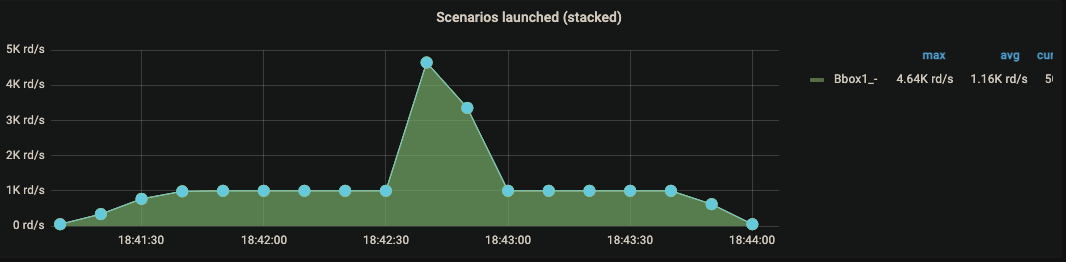 Scenarios launched (stacked)
5K rd/s
4K rd/s
3K rd/s
2K rd/s
1K rd/s
0 rd/s
18:41:30 18:42:00 18:42:30 18:43:00 18:43:30 18:44:00
max avg cur
Bbox1_- 4.64K rd/s 1.16K rd/s